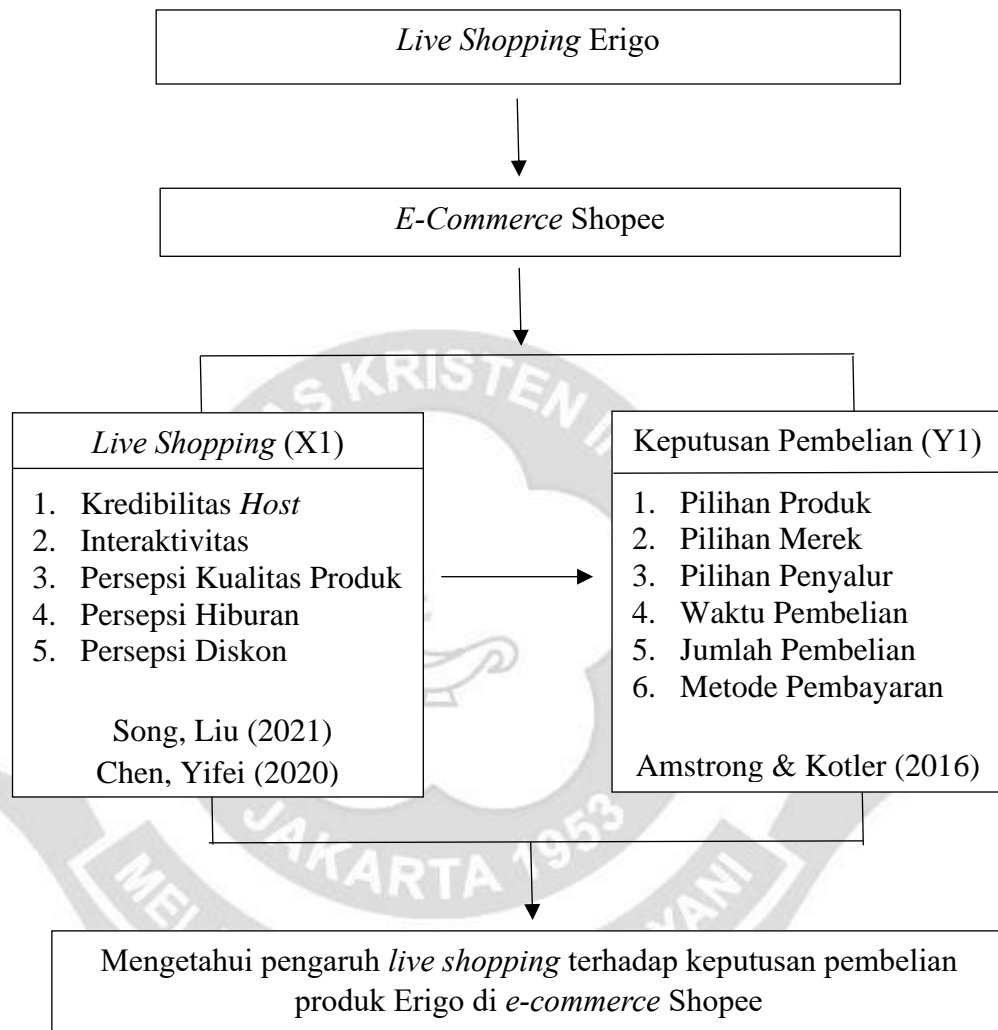 Live Shopping Erigo
E-Commerce Shopee
Live Shopping (X1)
1. Kredibilitas Host
2. Interaktivitas
3. Persepsi Kualitas Produk
4. Persepsi Hiburan
5. Persepsi Diskon
Song, Liu (2021)
Chen, Yifei (2020)
Keputusan Pembelian (Y1)
1. Pilihan Produk
2. Pilihan Merek
3. Pilihan Penyalur
4. Waktu Pembelian
5. Jumlah Pembelian
6. Metode Pembayaran
Amstrong & Kotler (2016)
Mengetahui pengaruh live shopping terhadap keputusan pembelian
produk Erigo di e-commerce Shopee
KRISTEN
JAKARTA 1953